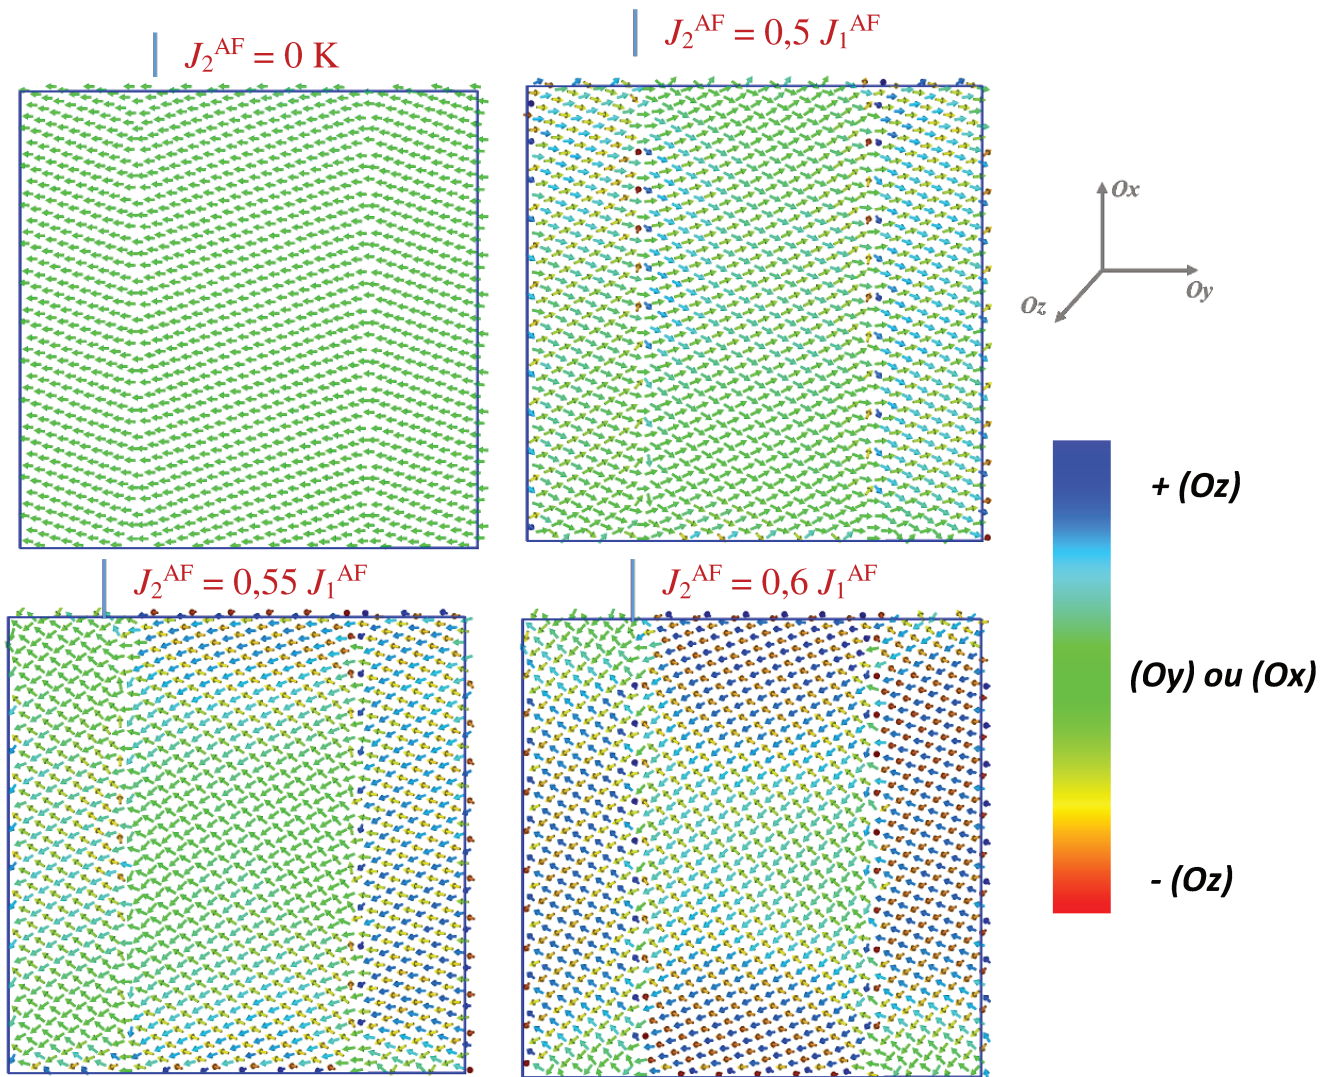 J₂ᴬᶠ = 0 K
J₂ᴬᶠ = 0,5 J₁ᴬᶠ
Ox
Oy
Oz
+ (Oz)
(Oy) ou (Ox)
- (Oz)
J₂ᴬᶠ = 0,55 J₁ᴬᶠ
J₂ᴬᶠ = 0,6 J₁ᴬᶠ